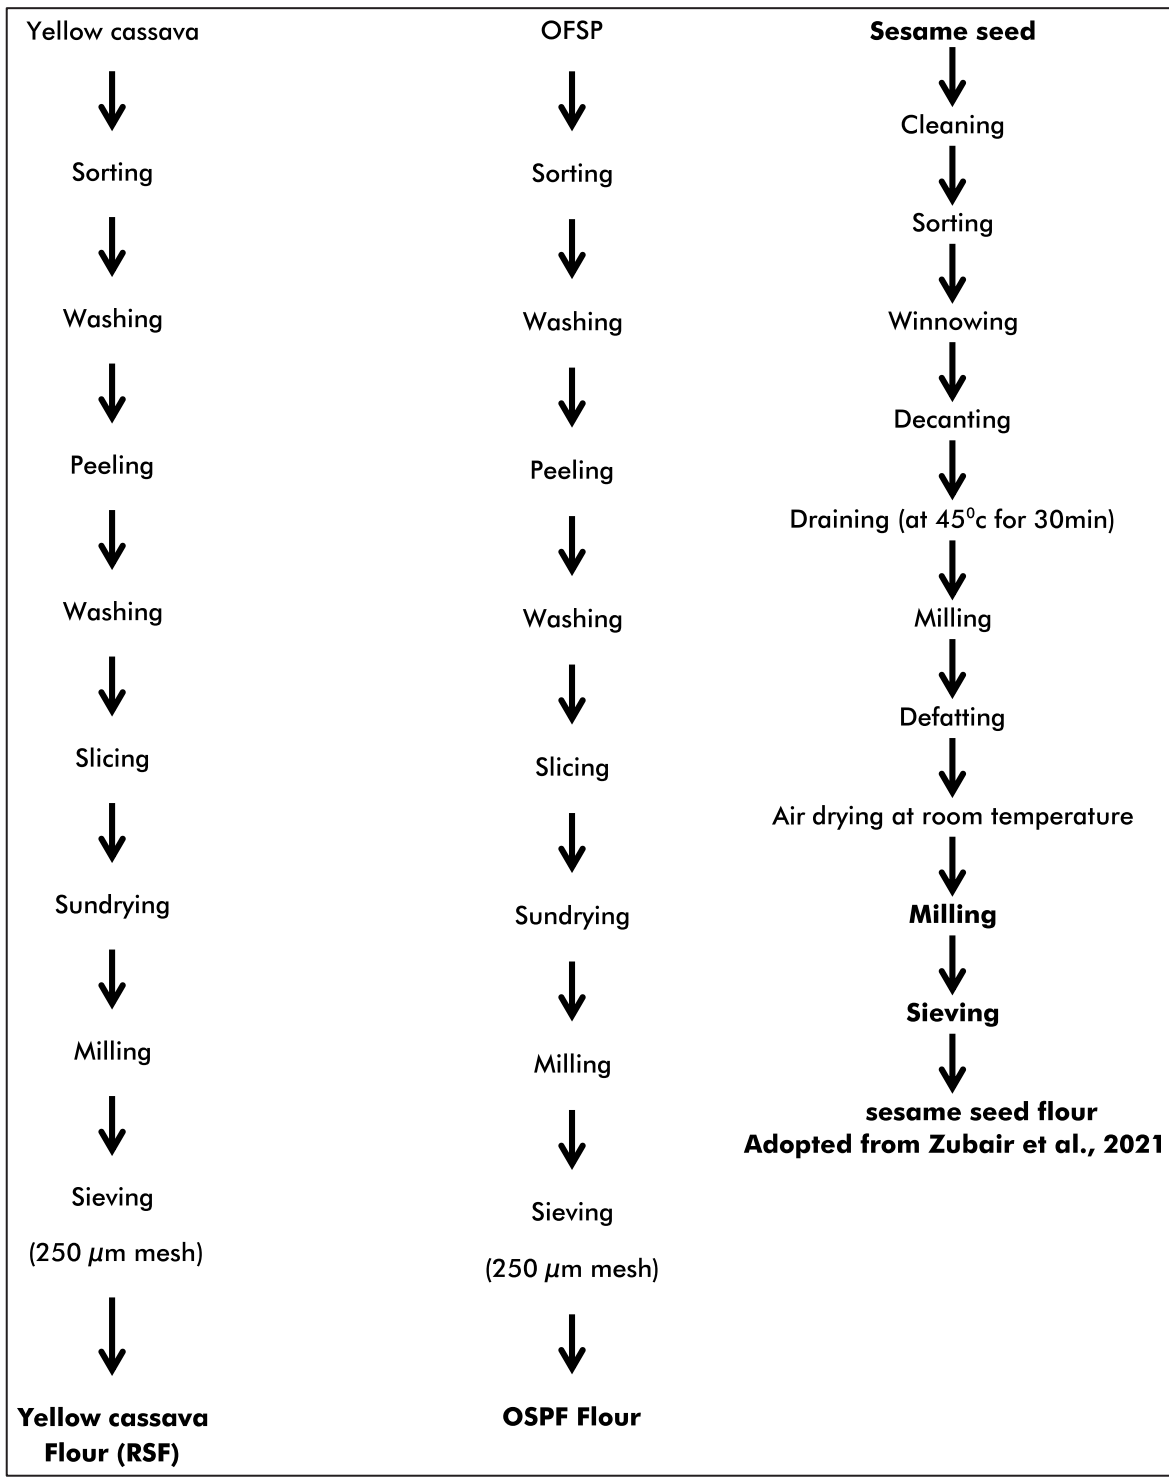 Yellow cassava
Sorting
Washing
Peeling
Washing
Slicing
Sundrying
Milling
Sieving
(250 µm mesh)
Yellow cassava
Flour (RSF)
OFSP
Sorting
Washing
Peeling
Washing
Slicing
Sundrying
Milling
Sieving
(250 µm mesh)
OSPF Flour
Sesame seed
Cleaning
Sorting
Winnowing
Decanting
Draining (at 45⁰c for 30min)
Milling
Defatting
Air drying at room temperature
Milling
Sieving
sesame seed flour
Adopted from Zubair et al., 2021